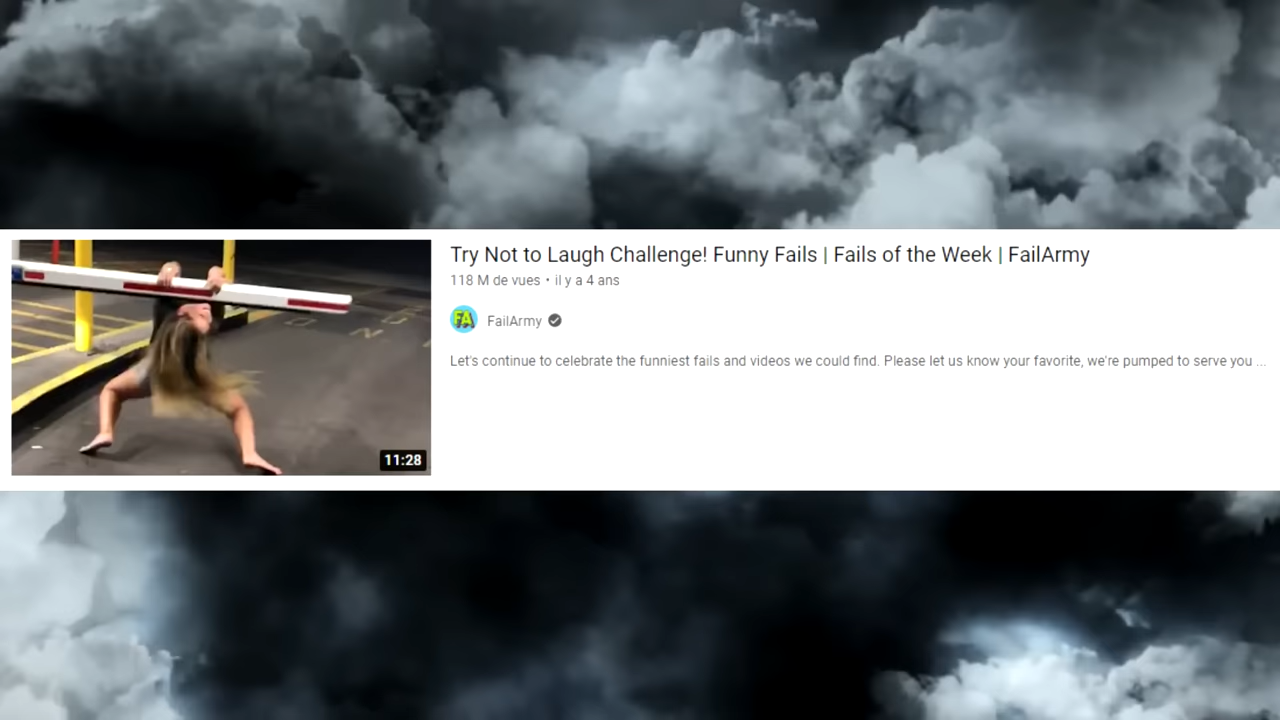 Try Not to Laugh Challenge! Funny Fails | Fails of the Week | FailArmy
118 M de vues • il y a 4 ans
FA
FailArmy
Let's continue to celebrate the funniest fails and videos we could find. Please let us know your favorite, we're pumped to serve you ...
11:28